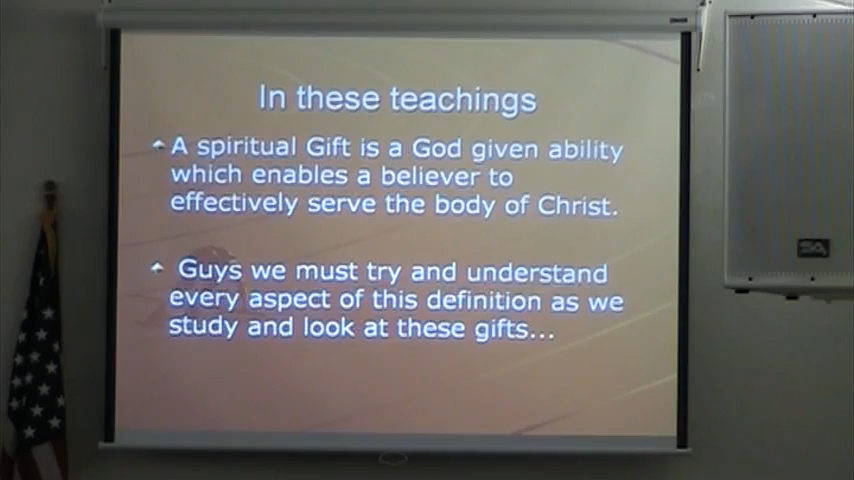 In these teachings
A spiritual Gift is a God given ability
which enables a believer to
effectively serve the body of Christ.
Guys we must try and understand
every aspect of this definition as we
study and look at these gifts...